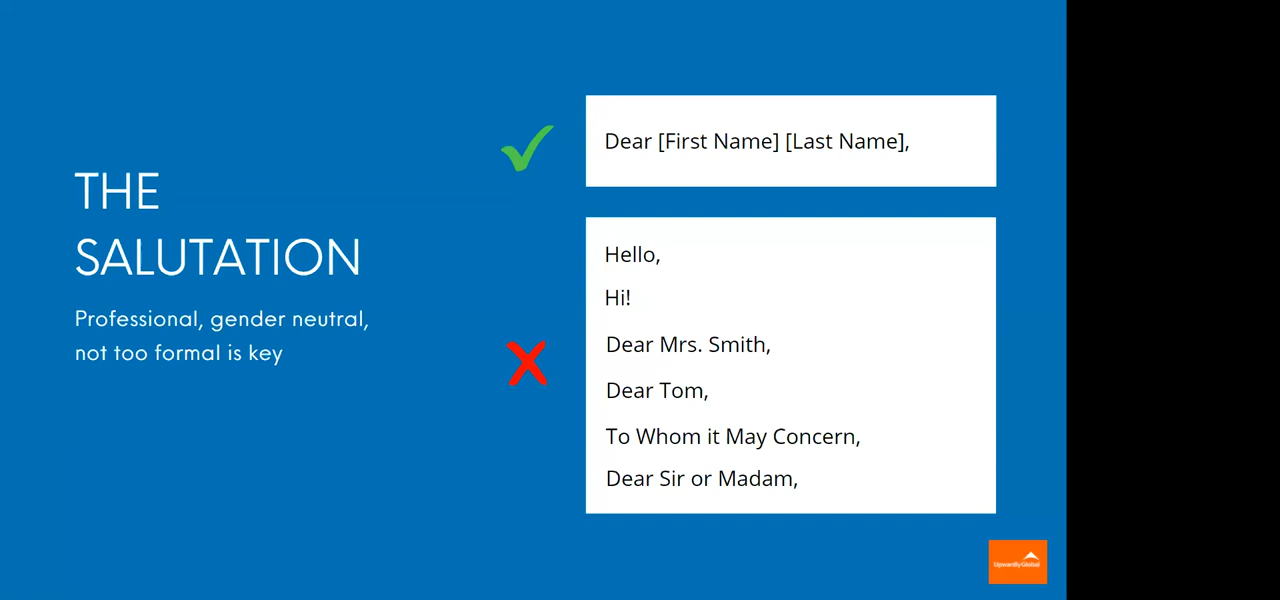 THE
SALUTATION
Professional, gender neutral,
not too formal is key
Dear [First Name] [Last Name],
Hello,
Hi!
Dear Mrs. Smith,
Dear Tom,
To Whom it May Concern,
Dear Sir or Madam,
UpwardlyGlobal